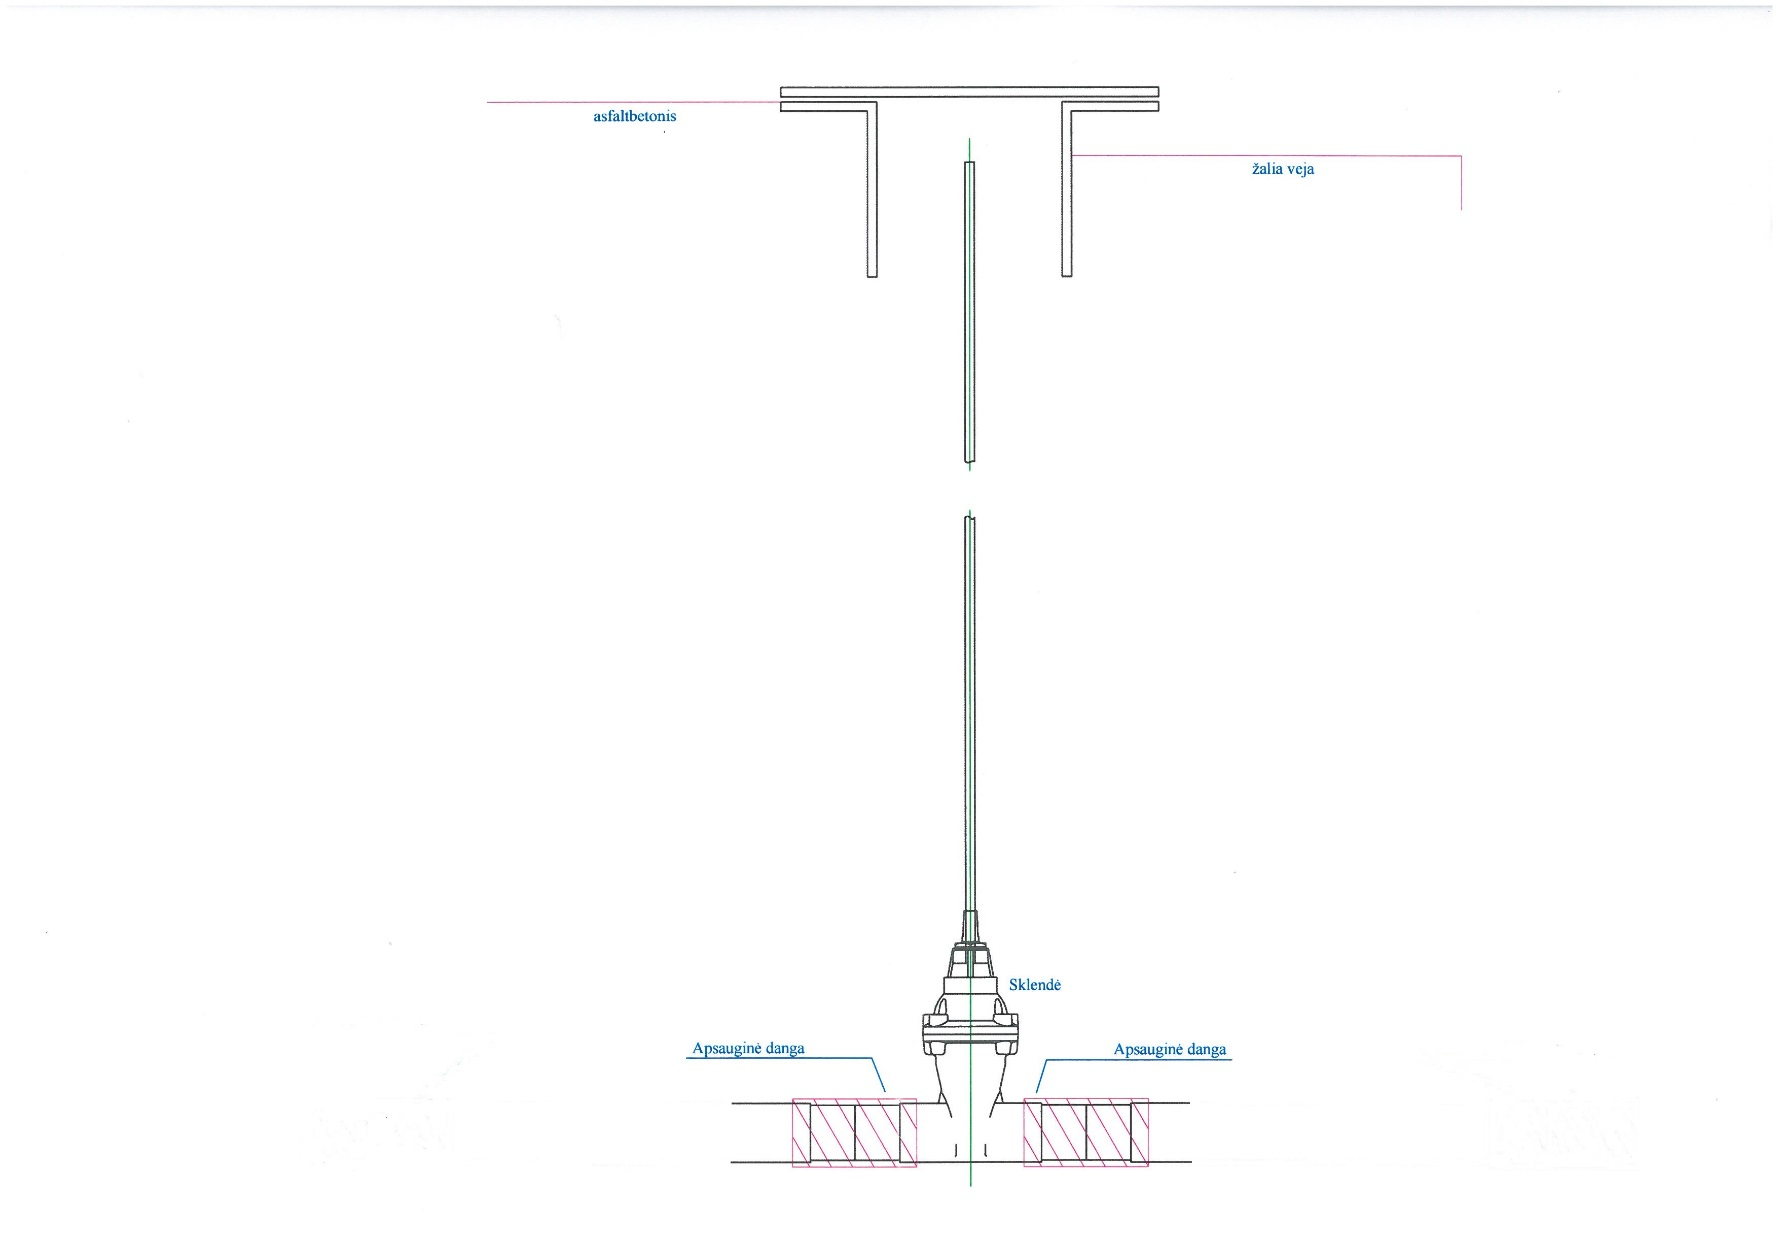 asfaltbetonis
žalia veja
Sklendė
Apsauginė danga
Apsauginė danga